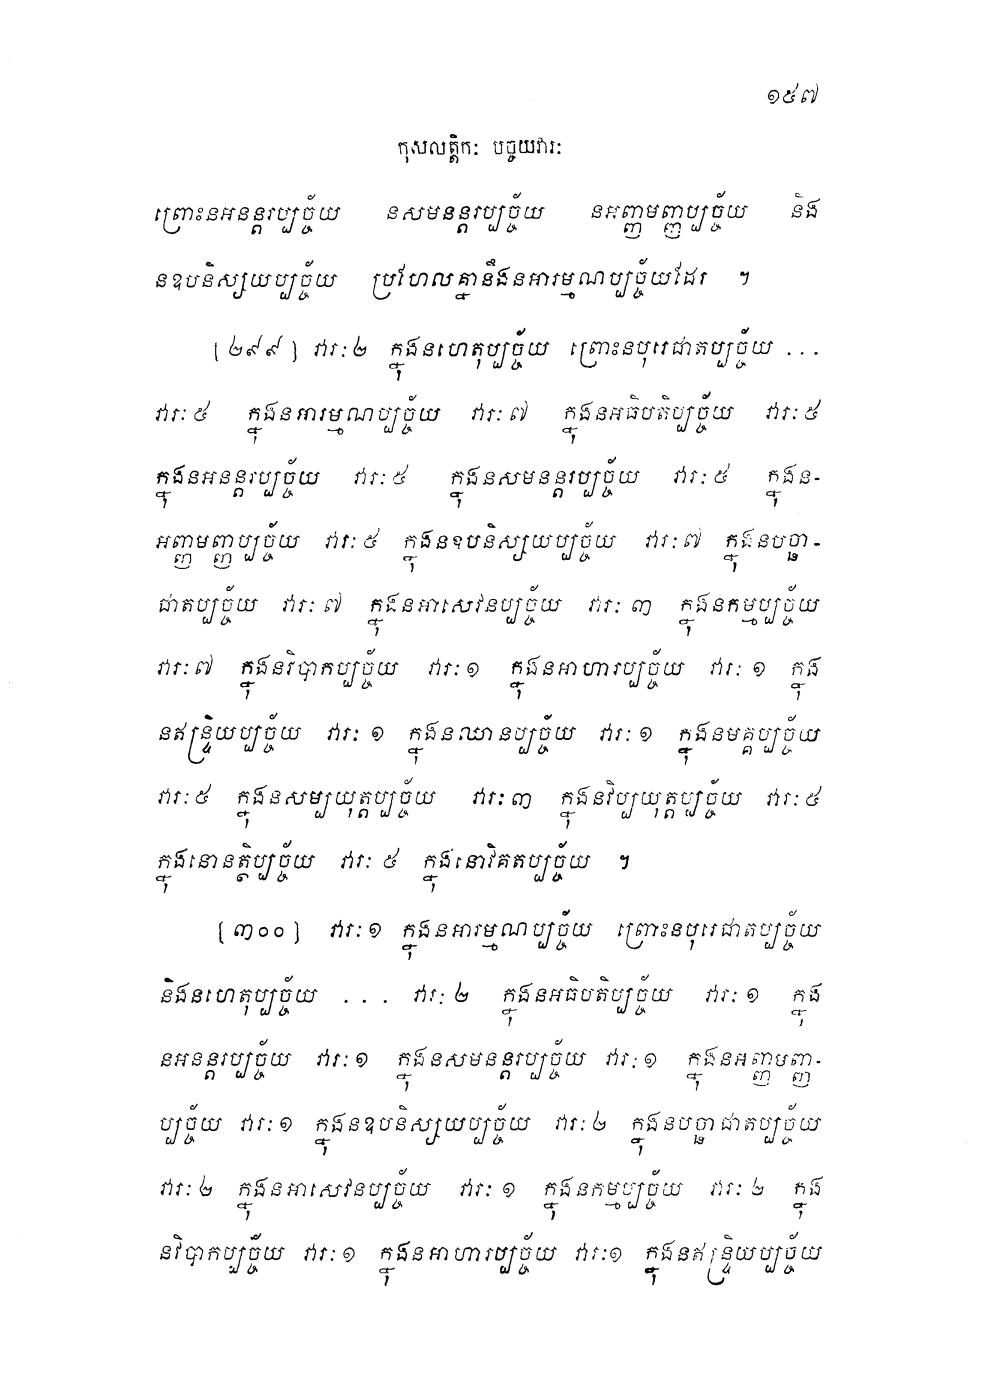 ១៥៧
កុសលត្តិកៈ បច្ចយវារៈ
ព្រោះនអនន្តរប្បច្ច័យ នសមនន្តរប្បច្ច័យ នអញ្ញមញ្ញប្បច្ច័យ និង
នឧបនិស្សយប្បច្ច័យ ប្រហែលគ្នានឹងនអារម្មណប្បច្ច័យដែរ ។
[២៩៩] វារៈ២ ក្នុងនហេតុប្បច្ច័យ ព្រោះនបុរេជាតប្បច្ច័យ ...
វារៈ៥ ក្នុងនអារម្មណប្បច្ច័យ វារៈ៧ ក្នុងនអធិបតិប្បច្ច័យ វារៈ៥
ក្នុងនអនន្តរប្បច្ច័យ វារៈ៥ ក្នុងនសមនន្តរប្បច្ច័យ វារៈ៥ ក្នុងន-
អញ្ញមញ្ញប្បច្ច័យ វារៈ៥ ក្នុងនឧបនិស្សយប្បច្ច័យ វារៈ៧ ក្នុងនបច្ឆា-
ជាតប្បច្ច័យ វារៈ៧ ក្នុងនអាសេវនប្បច្ច័យ វារៈ ៣ ក្នុងនកម្មប្បច្ច័យ
វារៈ៧ ក្នុងនវិបាកប្បច្ច័យ វារៈ១ ក្នុងនអាហារប្បច្ច័យ វារៈ ១ ក្នុង
នឥន្ទ្រិយប្បច្ច័យ វារៈ ១ ក្នុងនឈានប្បច្ច័យ វារៈ១ ក្នុងនមគ្គប្បច្ច័យ
វារៈ៥ ក្នុងនសម្បយុត្តប្បច្ច័យ វារៈ៣ ក្នុងនវិប្បយុត្តប្បច្ច័យ វារៈ៥
ក្នុងនោនត្ថិប្បច្ច័យ វារៈ ៥ ក្នុងនោវិគតប្បច្ច័យ ។
[៣០០] វារៈ១ ក្នុងនអារម្មណប្បច្ច័យ ព្រោះនបុរេជាតប្បច្ច័យ
និងនហេតុប្បច្ច័យ ... វារៈ២ ក្នុងនអធិបតិប្បច្ច័យ វារៈ១ ក្នុង
នអនន្តរប្បច្ច័យ វារៈ១ ក្នុងនសមនន្តរប្បច្ច័យ វារៈ១ ក្នុងនអញ្ញមញ្ញ-
ប្បច្ច័យ វារៈ១ ក្នុងនឧបនិស្សយប្បច្ច័យ វារៈ២ ក្នុងនបច្ឆាជាតប្បច្ច័យ
វារៈ២ ក្នុងនអាសេវនប្បច្ច័យ វារៈ ១ ក្នុងនកម្មប្បច្ច័យ វារៈ ២ ក្នុង
នវិបាកប្បច្ច័យ វារៈ១ ក្នុងនអាហារប្បច្ច័យ វារៈ១ ក្នុងនឥន្ទ្រិយប្បច្ច័យ